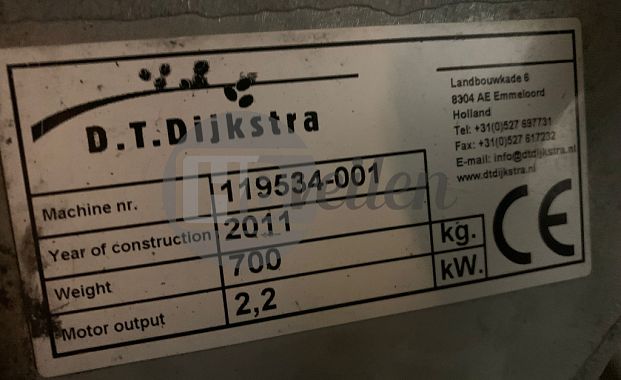 D.T.Dijkstra
Landbouwkade 6
8304 AE Emmeloord
Holland
Tel: +31(0)527 697731
Fax: +31(0)527 617232
E-mail: info@dtdijkstra.nl
www.dtdijkstra.nl
Machine nr. 119534-001
Year of construction 2011
Weight 700 kg.
Motor output 2,2 kW.
CE
vellen